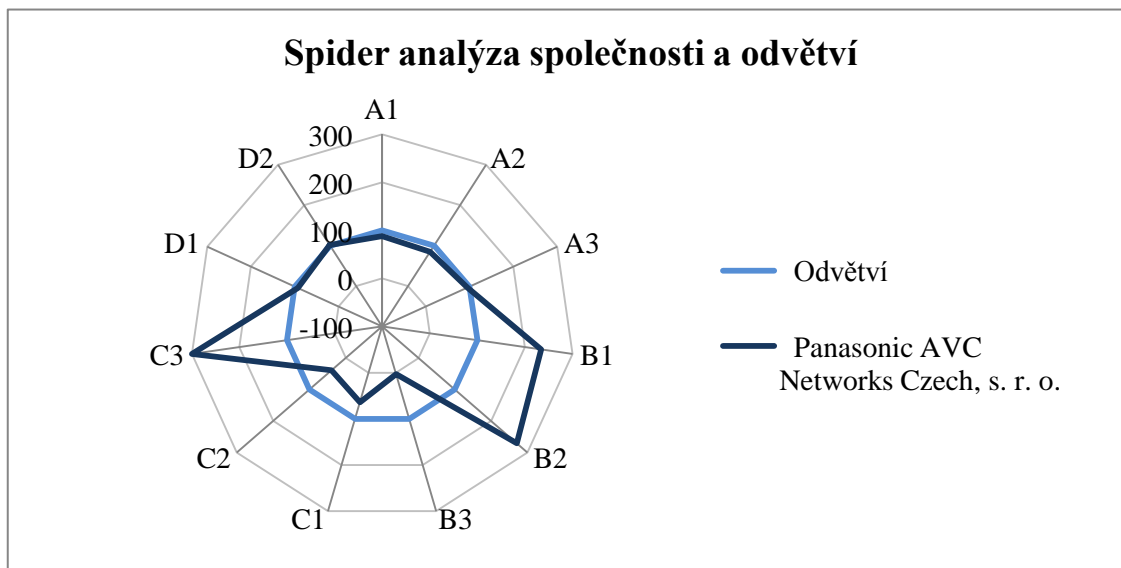 Spider analýza společnosti a odvětví
A1
300
D2
A2
200
D1
A3
100
0
-100
C3
B1
C2
B2
C1
B3
Odvětví
Panasonic AVC
Networks Czech, s. r. o.